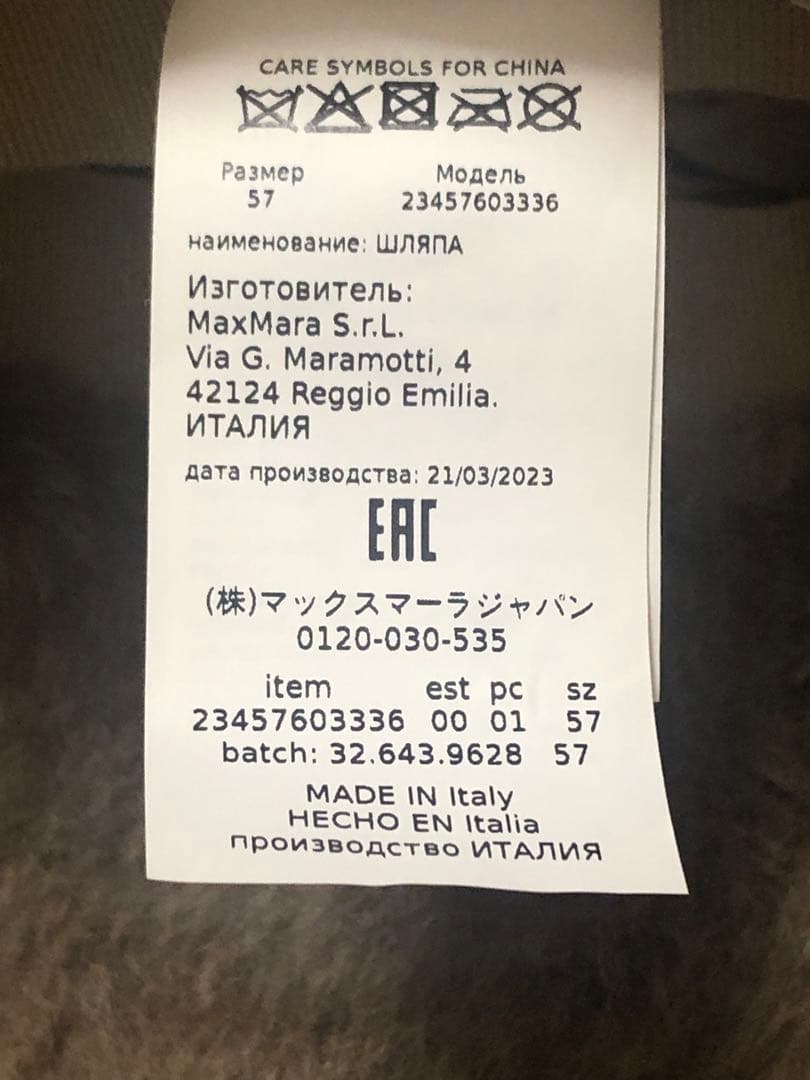 CARE SYMBOLS FOR CHINA
Размер Модель
57 23457603336
наименование: ШЛЯПА
Изготовитель:
MaxMara S.r.L.
Via G. Maramotti, 4
42124 Reggio Emilia.
ИТАЛИЯ
дата производства: 21/03/2023
EAC
(株)マックスマーラジャパン
0120-030-535
item est pc sz
23457603336 00 01 57
batch: 32.643.9628 57
MADE IN Italy
HECHO EN Italia
производство ИТАЛИЯ